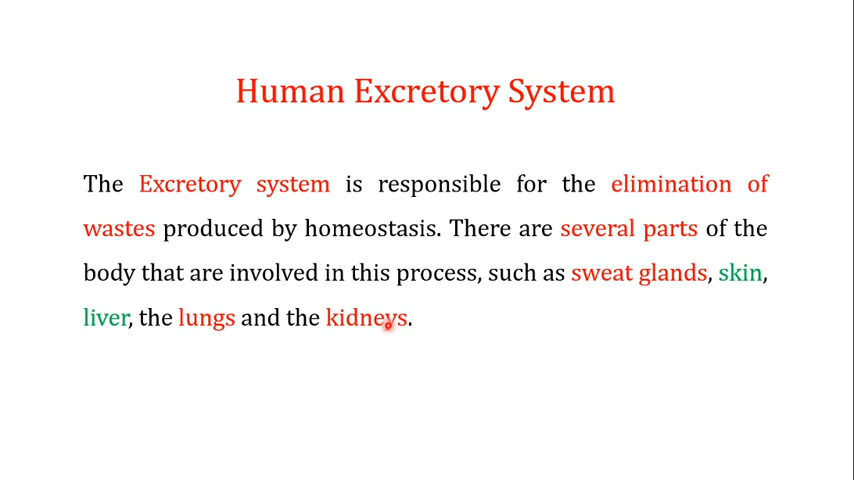 Human Excretory System
The Excretory system is responsible for the elimination of
wastes produced by homeostasis. There are several parts of the
body that are involved in this process, such as sweat glands, skin,
liver, the lungs and the kidneys.